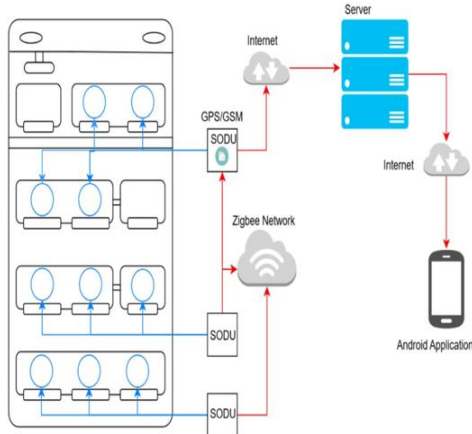 Server
Internet
GPS/GSM
SODU
Internet
Zigbee Network
SODU
Android Application
SODU